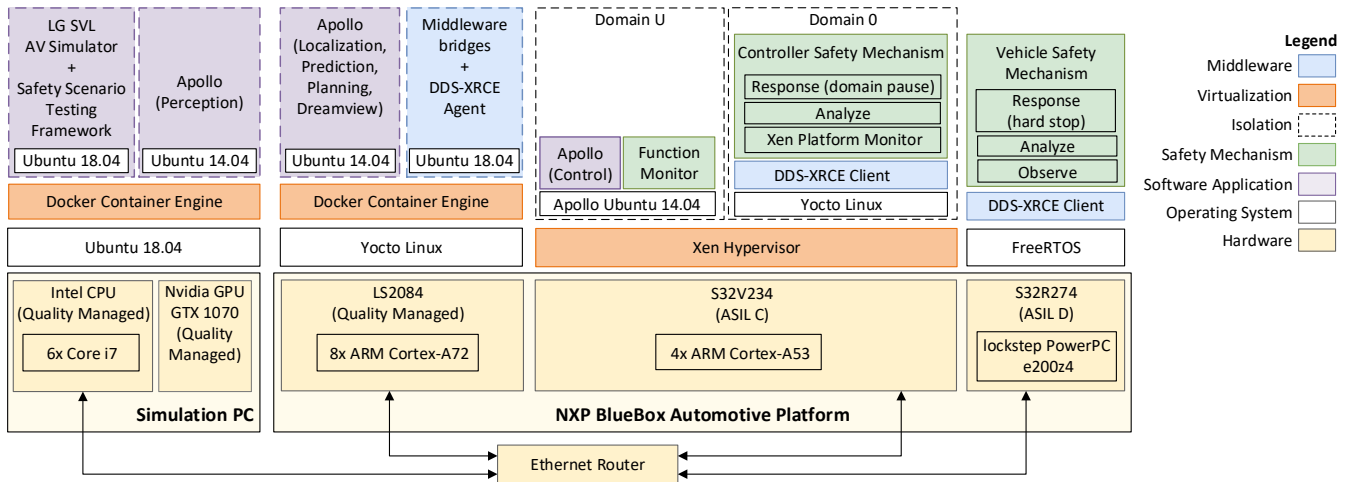 LG SVL
AV Simulator
+
Safety Scenario
Testing
Framework
Ubuntu 18.04
Apollo
(Perception)
Ubuntu 14.04
Docker Container Engine
Ubuntu 18.04
Intel CPU
(Quality Managed)
6x Core i7
Nvidia GPU
GTX 1070
(Quality
Managed)
Simulation PC
Apollo
(Localization,
Prediction,
Planning,
Dreamview)
Ubuntu 14.04
Middleware
bridges
+
DDS-XRCE
Agent
Ubuntu 18.04
Docker Container Engine
Yocto Linux
LS2084
(Quality Managed)
8x ARM Cortex-A72
Domain U
Apollo
(Control)
Function
Monitor
Apollo Ubuntu 14.04
Domain 0
Controller Safety Mechanism
Response (domain pause)
Analyze
Xen Platform Monitor
DDS-XRCE Client
Yocto Linux
Xen Hypervisor
S32V234
(ASIL C)
4x ARM Cortex-A53
Vehicle Safety
Mechanism
Response
(hard stop)
Analyze
Observe
DDS-XRCE Client
FreeRTOS
S32R274
(ASIL D)
lockstep PowerPC
e200z4
NXP BlueBox Automotive Platform
Ethernet Router
Legend
Middleware
Virtualization
Isolation
Safety Mechanism
Software Application
Operating System
Hardware